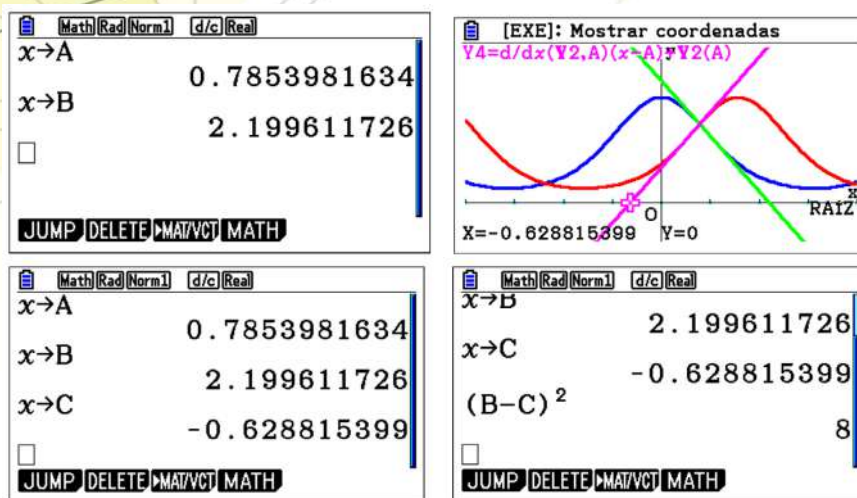 Math Rad Norm1 d/c Real
x→A
0.7853981634
x→B
2.199611726
JUMP DELETE ►MAT/VCT MATH
[EXE]: Mostrar coordenadas
Y4=d/dx(Y2,A)(x-A)+Y2(A)
y
x
O
RAÍZ
X=-0.628815399 Y=0
Math Rad Norm1 d/c Real
x→A
0.7853981634
x→B
2.199611726
x→C
-0.628815399
JUMP DELETE ►MAT/VCT MATH
Math Rad Norm1 d/c Real
x→B
2.199611726
x→C
-0.628815399
(B-C)²
8
JUMP DELETE ►MAT/VCT MATH